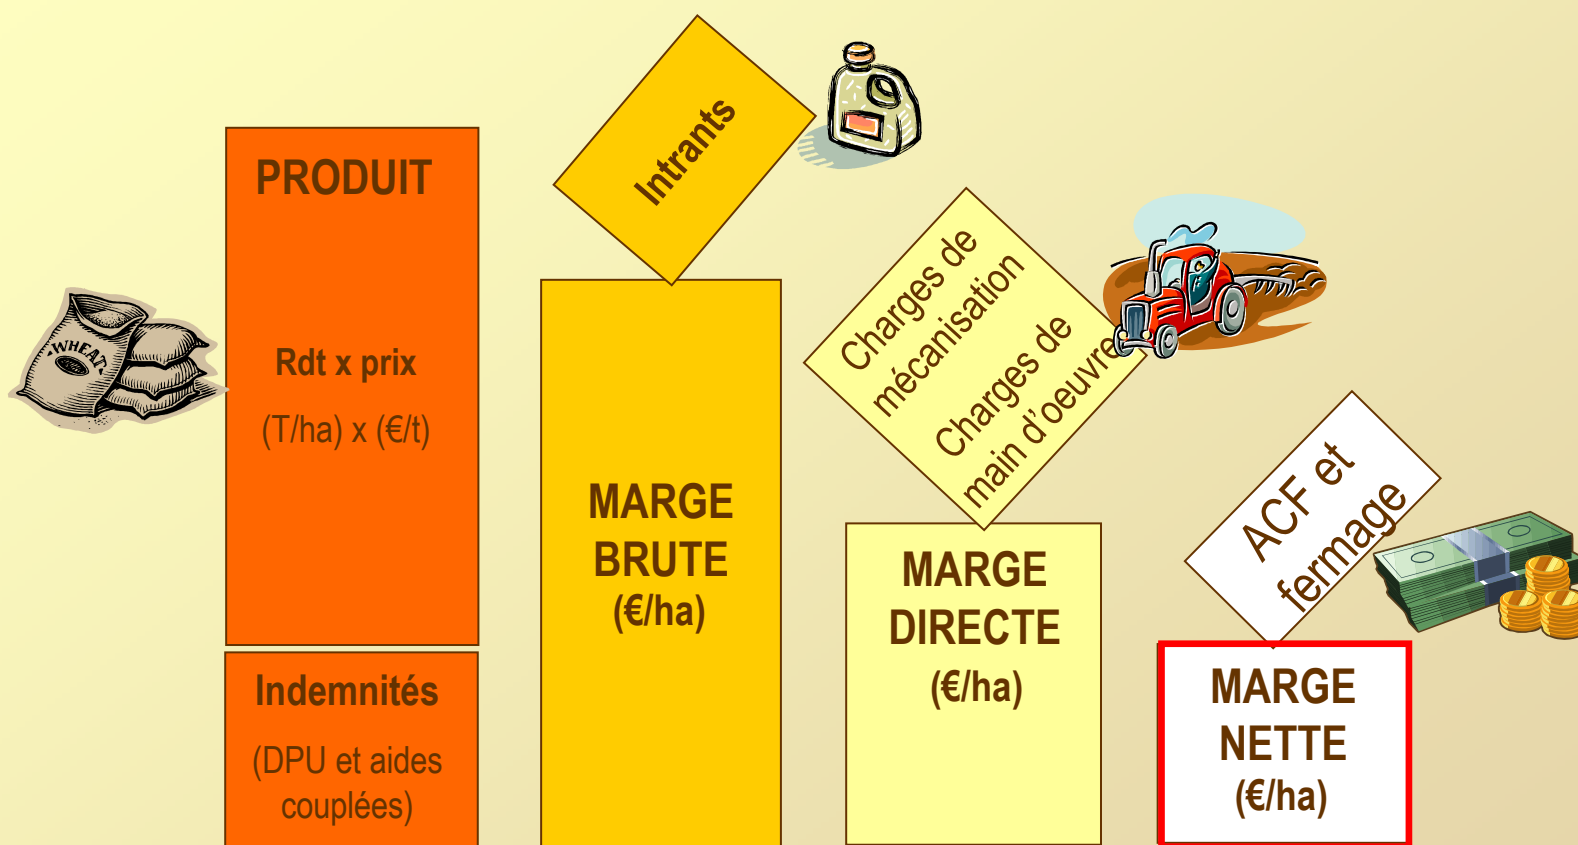 PRODUIT
Rdt x prix
(T/ha) x (€/t)
Indemnités
(DPU et aides
couplées)
WHEAT
Intrants
MARGE
BRUTE
(€/ha)
Charges de
mécanisation
Charges de
main d'oeuvre
MARGE
DIRECTE
(€/ha)
ACF et
fermage
MARGE
NETTE
(€/ha)